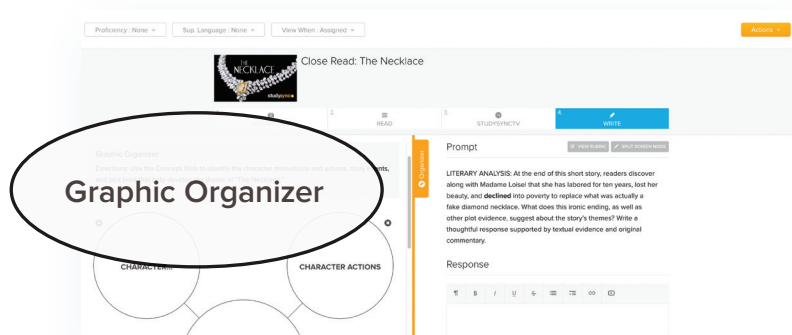 Proficiency : None
Sup. Language : None
View When : Assigned
Actions
THE
NECKLACE
studysync
Close Read: The Necklace
2.
READ
3.
STUDYSYNCTV
4.
WRITE
Graphic Organizer
Graphic Organizer
CHARACTER...
CHARACTER ACTIONS
Organizer
Prompt
VIEW RUBRIC
SPLIT SCREEN MODE
LITERARY ANALYSIS: At the end of this short story, readers discover
along with Madame Loisel that she has labored for ten years, lost her
beauty, and declined into poverty to replace what was actually a
fake diamond necklace. What does this ironic ending, as well as
other plot evidence, suggest about the story's themes? Write a
thoughtful response supported by textual evidence and original
commentary.
Response